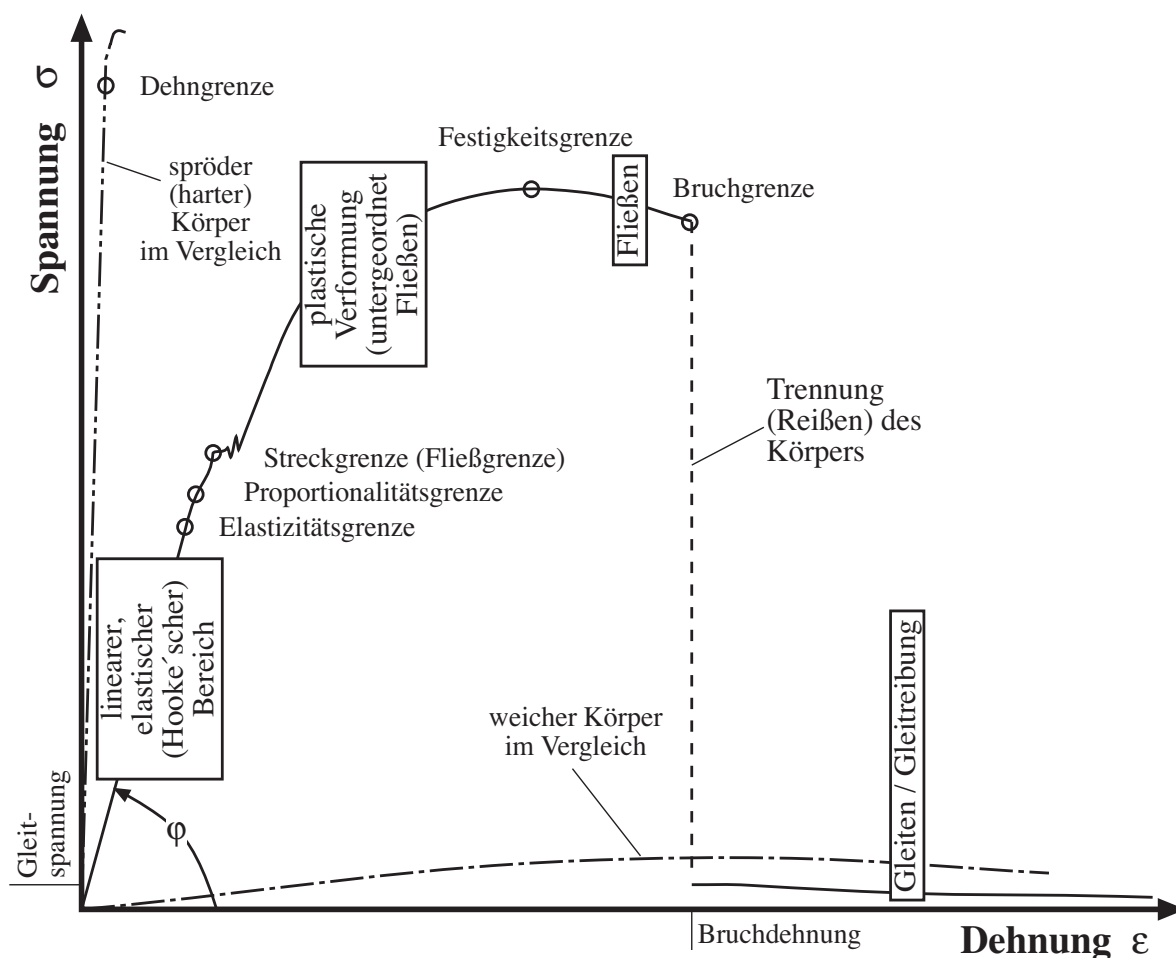 Spannung σ
Dehngrenze
spröder
(harter)
Körper
im Vergleich
Festigkeitsgrenze
plastische
Verformung
(untergeordnet
Fließen)
Fließen
Bruchgrenze
Trennung
(Reißen) des
Körpers
Streckgrenze (Fließgrenze)
Proportionalitätsgrenze
Elastizitätsgrenze
linearer,
elastischer
(Hooke´scher)
Bereich
weicher Körper
im Vergleich
Gleiten / Gleitreibung
Gleit-
spannung
φ
Bruchdehnung
Dehnung ε